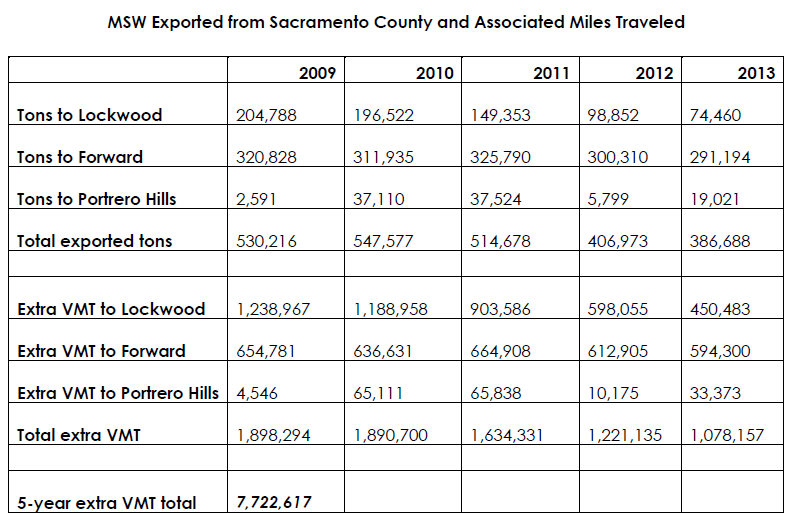 MSW Exported from Sacramento County and Associated Miles Traveled
2009 2010 2011 2012 2013
Tons to Lockwood 204,788 196,522 149,353 98,852 74,460
Tons to Forward 320,828 311,935 325,790 300,310 291,194
Tons to Portrero Hills 2,591 37,110 37,524 5,799 19,021
Total exported tons 530,216 547,577 514,678 406,973 386,688
Extra VMT to Lockwood 1,238,967 1,188,958 903,586 598,055 450,483
Extra VMT to Forward 654,781 636,631 664,908 612,905 594,300
Extra VMT to Portrero Hills 4,546 65,111 65,838 10,175 33,373
Total extra VMT 1,898,294 1,890,700 1,634,331 1,221,135 1,078,157
5-year extra VMT total 7,722,617